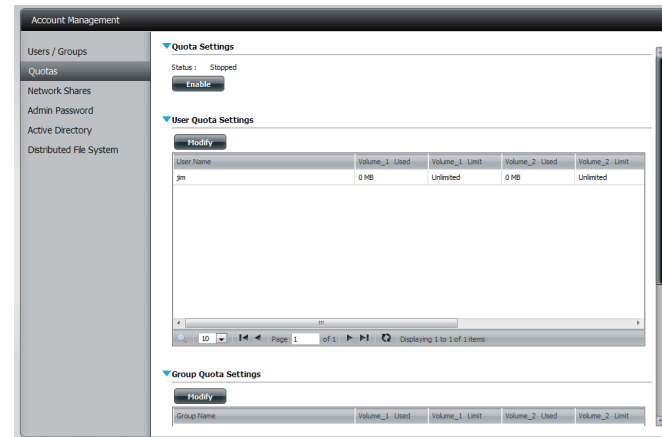 Account Management
Users / Groups
Quotas
Network Shares
Admin Password
Active Directory
Distributed File System
Quota Settings
Status : Stopped
Enable
User Quota Settings
Modify
User Name Volume_1 Used Volume_1 Limit Volume_2 Used Volume_2 Limit
jim 0 MB Unlimited 0 MB Unlimited
10 Page 1 of 1 Displaying 1 to 1 of 1 items
Group Quota Settings
Modify
Group Name Volume_1 Used Volume_1 Limit Volume_2 Used Volume_2 Limit